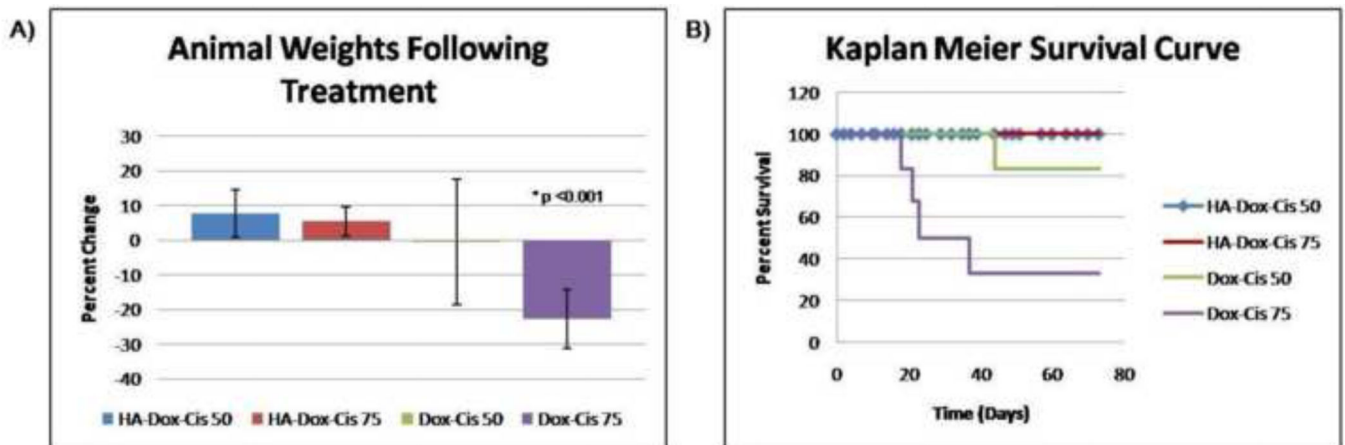 A)
Animal Weights Following
Treatment
30
20
10
0
-10
-20
-30
-40
Percent Change
* p <0.001
HA-Dox-Cis 50 HA-Dox-Cis 75 Dox-Cis 50 Dox-Cis 75
B)
Kaplan Meier Survival Curve
120
100
80
60
40
20
0
Percent Survival
0 20 40 60 80
Time (Days)
HA-Dox-Cis 50
HA-Dox-Cis 75
Dox-Cis 50
Dox-Cis 75